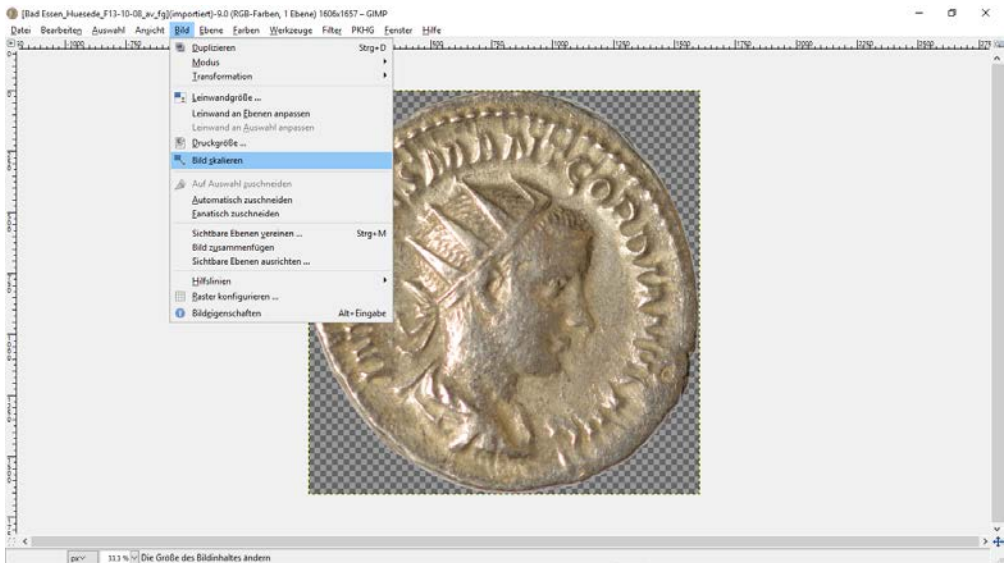 [Bad Essen_Huesede_F13-10-08_av_fg](importiert)-9.0 (RGB-Farben, 1 Ebene) 1606x1657 – GIMP
Datei Bearbeiten Auswahl Ansicht Bild Ebene Farben Werkzeuge Filter PKHG Fenster Hilfe
Duplizieren Strg+D
Modus
Transformation
Leinwandgröße ...
Leinwand an Ebenen anpassen
Leinwand an Auswahl anpassen
Druckgröße ...
Bild skalieren
Auf Auswahl zuschneiden
Automatisch zuschneiden
Fanatisch zuschneiden
Sichtbare Ebenen vereinen ... Strg+M
Bild zusammenfügen
Sichtbare Ebenen ausrichten ...
Hilfslinien
Raster konfigurieren ...
Bildeigenschaften Alt+Eingabe
px 33.3 % Die Größe des Bildinhaltes ändern